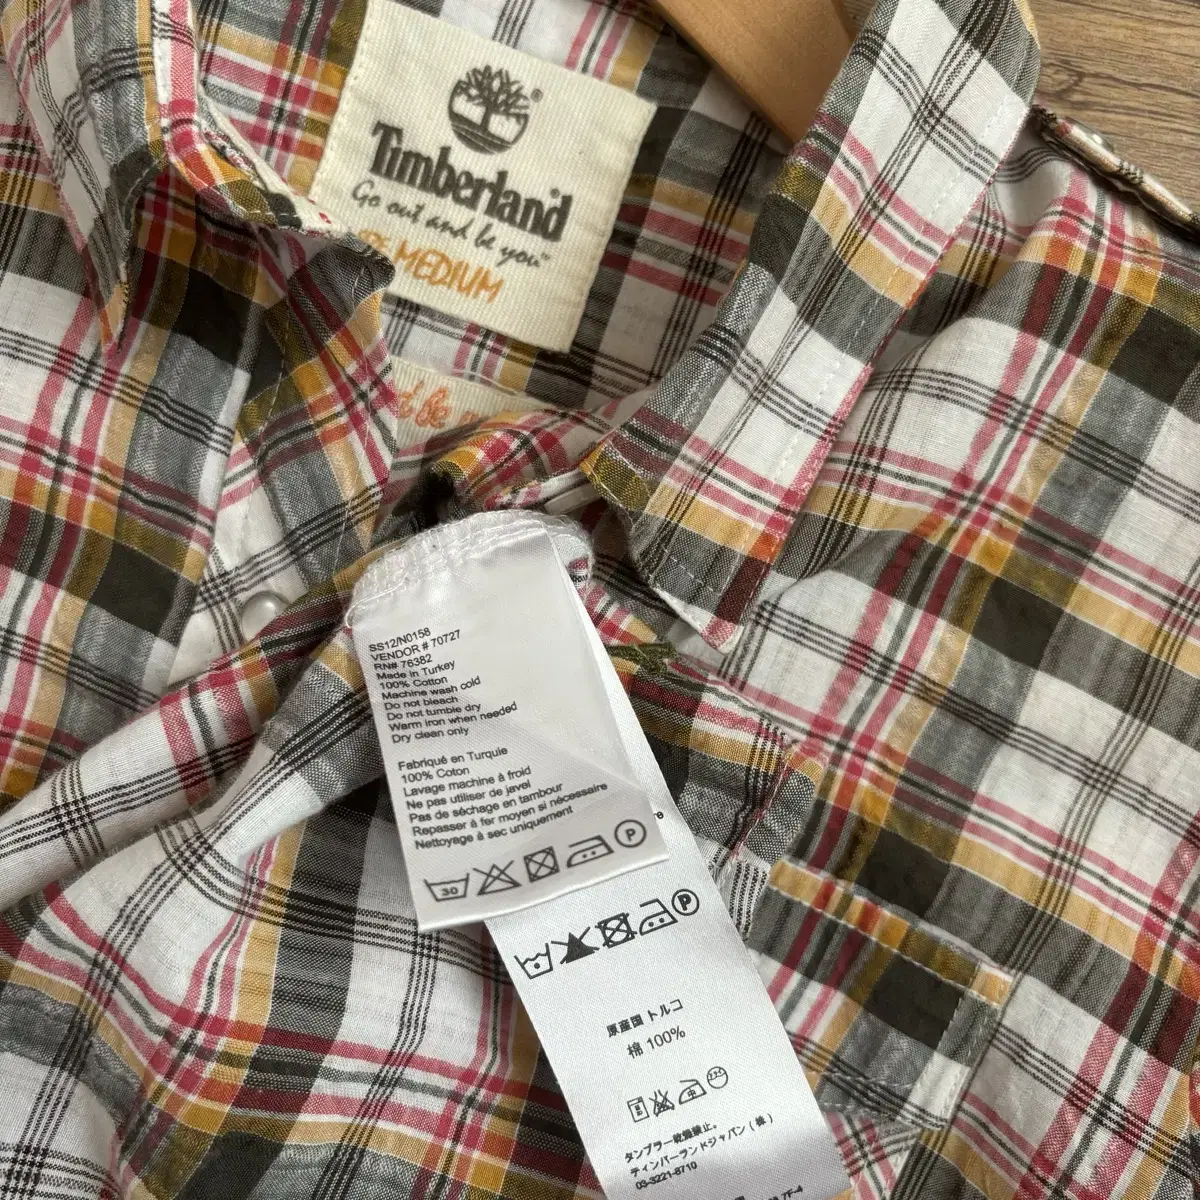 Timberland®
Go out and be you™
MEDIUM
SS12/N0158
VENDOR # 70727
RN# 76382
Made in Turkey
100% Cotton
Machine wash cold
Do not bleach
Do not tumble dry
Warm iron when needed
Dry clean only
Fabriqué en Turquie
100% Coton
Lavage machine à froid
Ne pas utiliser de javel
Pas de séchage en tambour
Repasser à fer moyen si nécessaire
Nettoyage à sec uniquement
30
P
P
原産国 トルコ
棉 100%
タンブラー乾燥禁止。
ティンバーランドジャパン(株)
03-3221-8710
7F-4